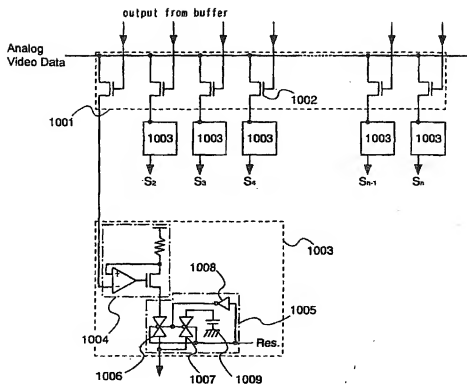 output from buffer
Analog
Video Data
1002
1001
1003 1003 1003 1003 1003
S2 S3 S4 Sn-1 Sn
1003
1008
+
-
1005
1004
Res.
1006 1007 1009